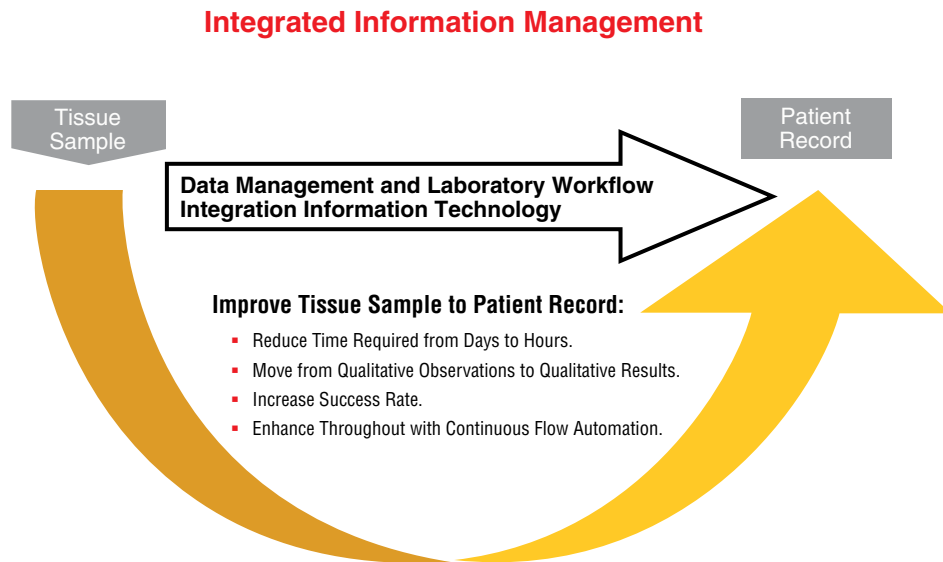 Integrated Information Management
Tissue
Sample
Patient
Record
Data Management and Laboratory Workflow
Integration Information Technology
Improve Tissue Sample to Patient Record:
▪ Reduce Time Required from Days to Hours.
▪ Move from Qualitative Observations to Qualitative Results.
▪ Increase Success Rate.
▪ Enhance Throughout with Continuous Flow Automation.